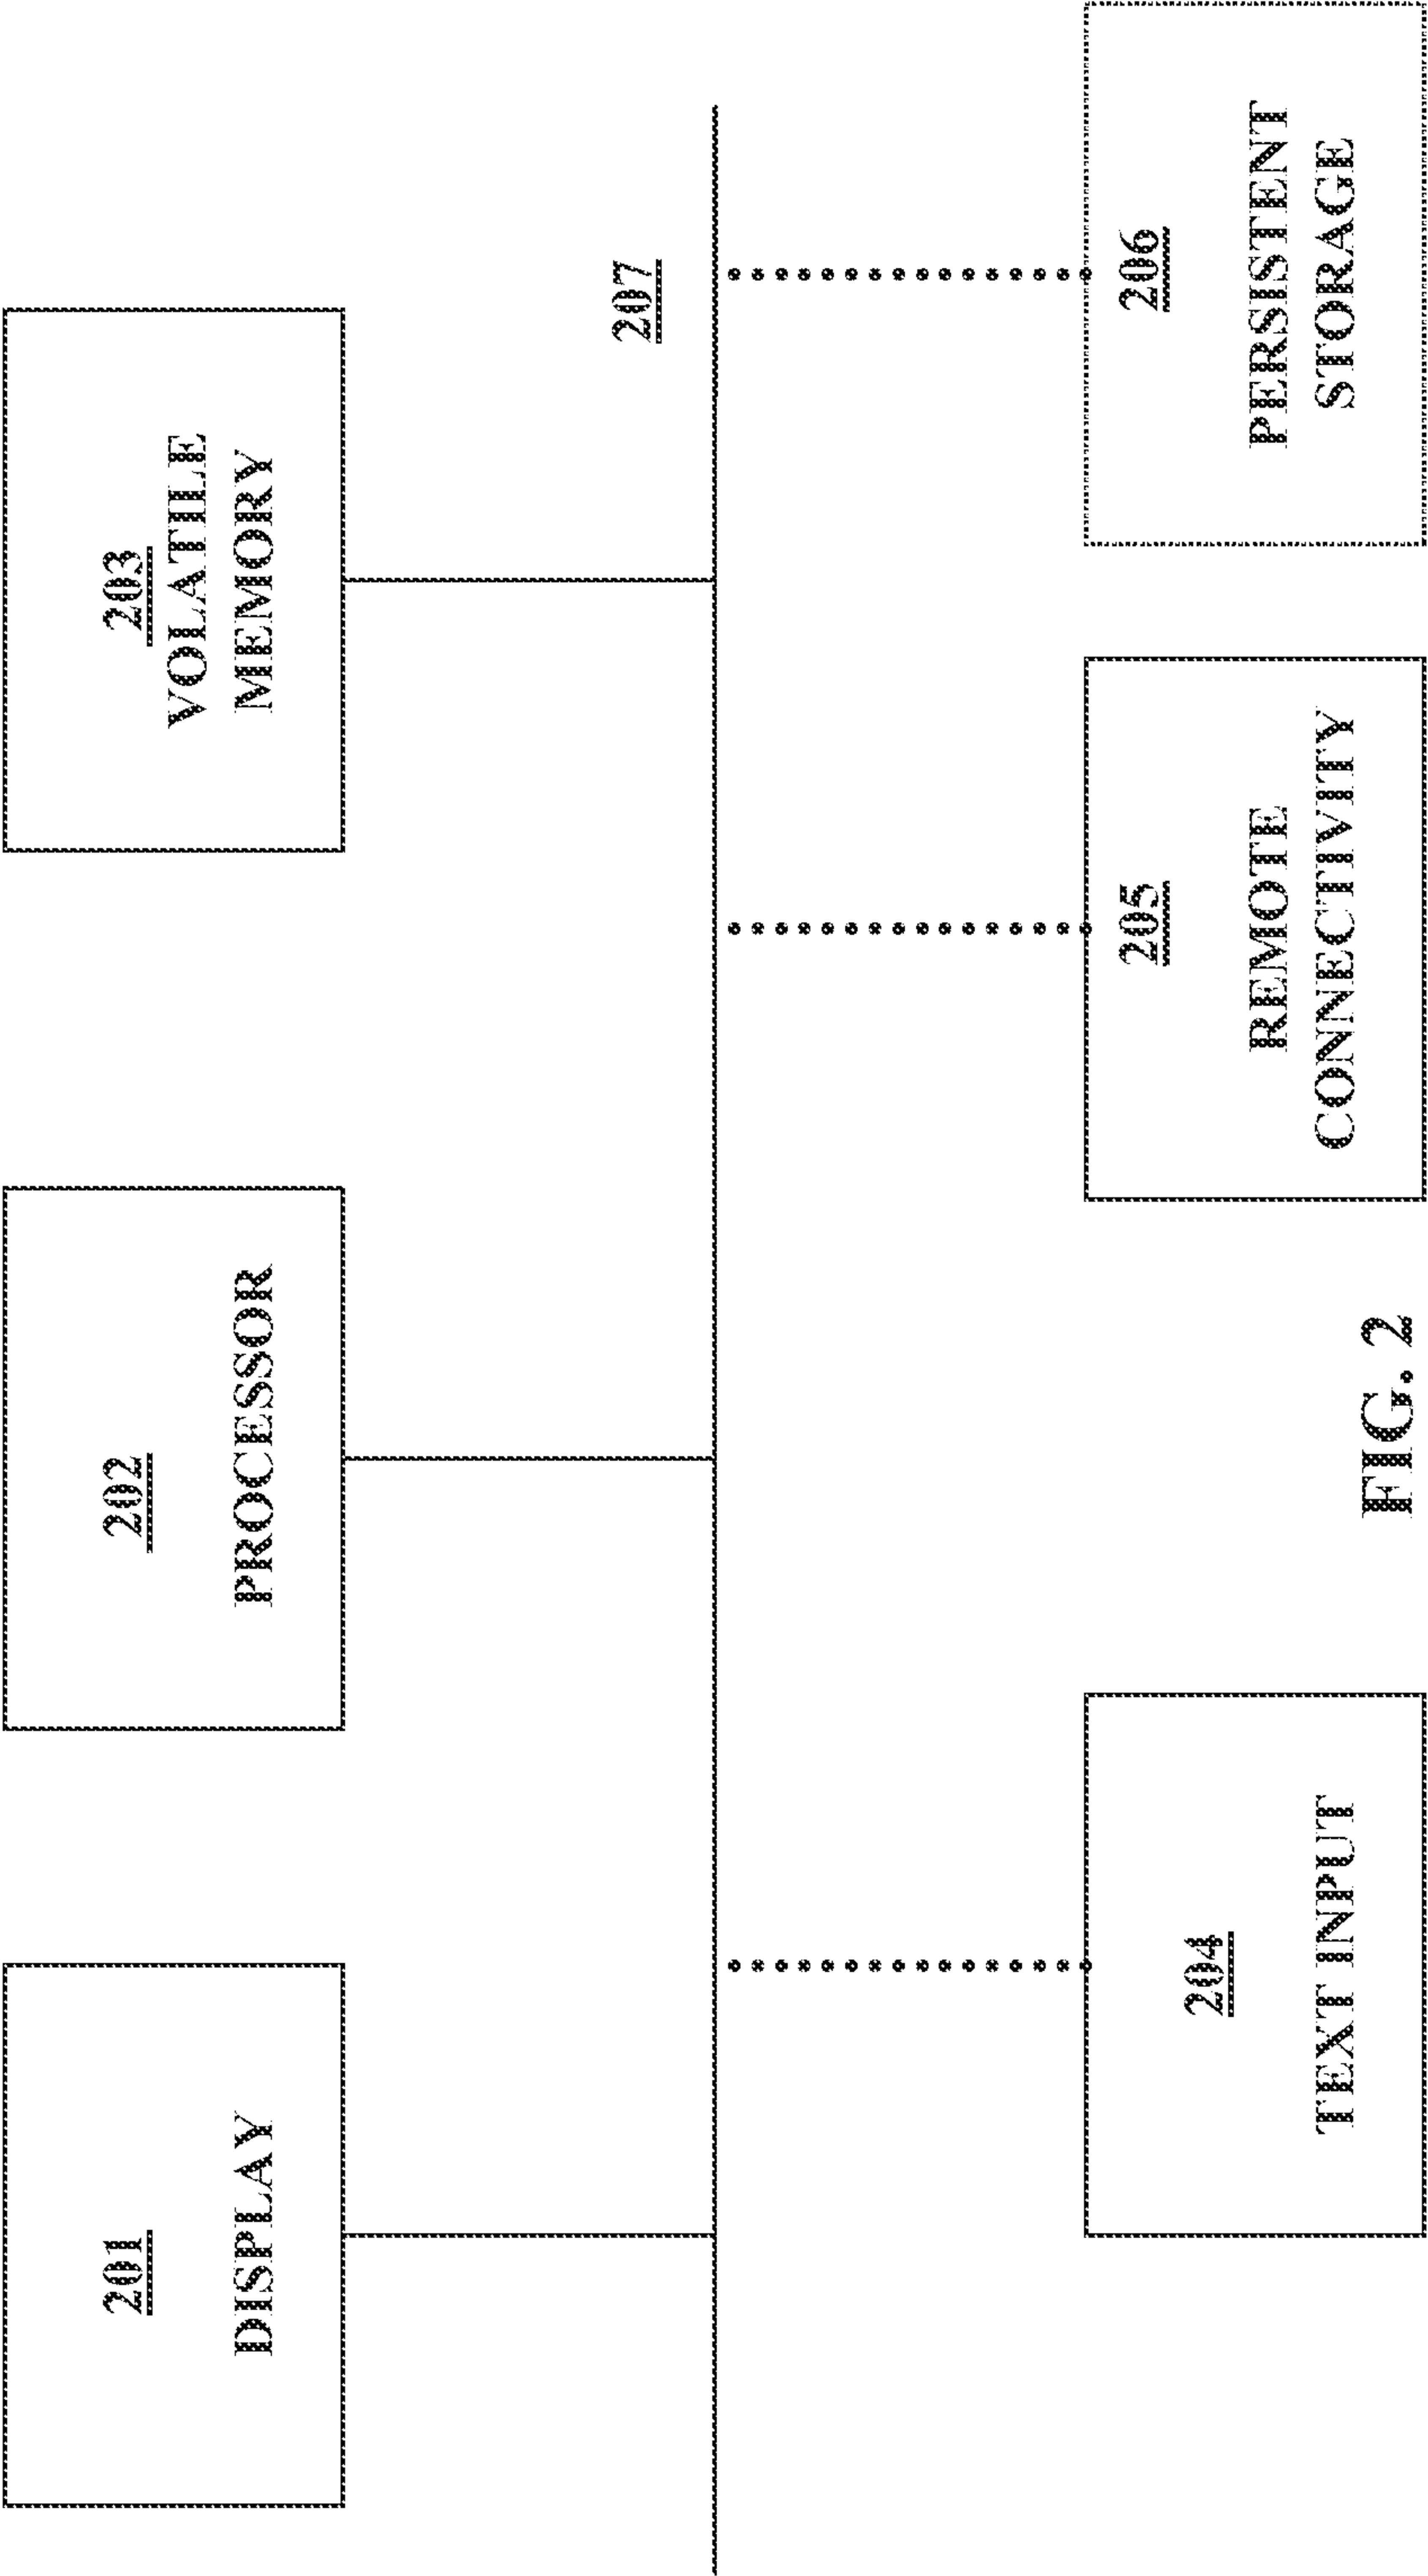 201
DISPLAY
202
PROCESSOR
203
VOLATILE
MEMORY
207
204
TEXT INPUT
205
REMOTE
CONNECTIVITY
206
PERSISTENT
STORAGE
FIG. 2